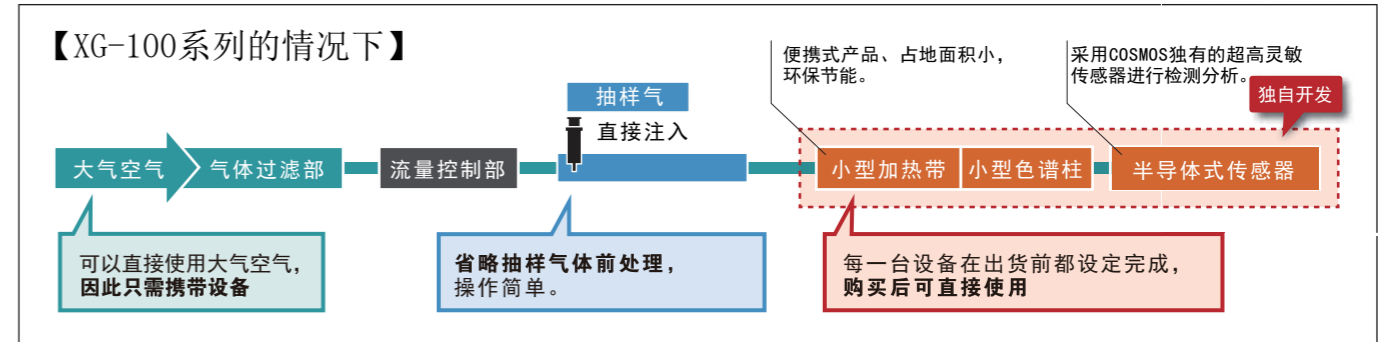 【XG-100系列的情况下】
便携式产品、占地面积小，
环保节能。
采用COSMOS独有的超高灵敏
传感器进行检测分析。
独自开发
抽样气
直接注入
大气空气
气体过滤部
流量控制部
小型加热带
小型色谱柱
半导体式传感器
可以直接使用大气空气，
因此只需携带设备
省略抽样气体前处理，
操作简单。
每一台设备在出货前都设定完成，
购买后可直接使用